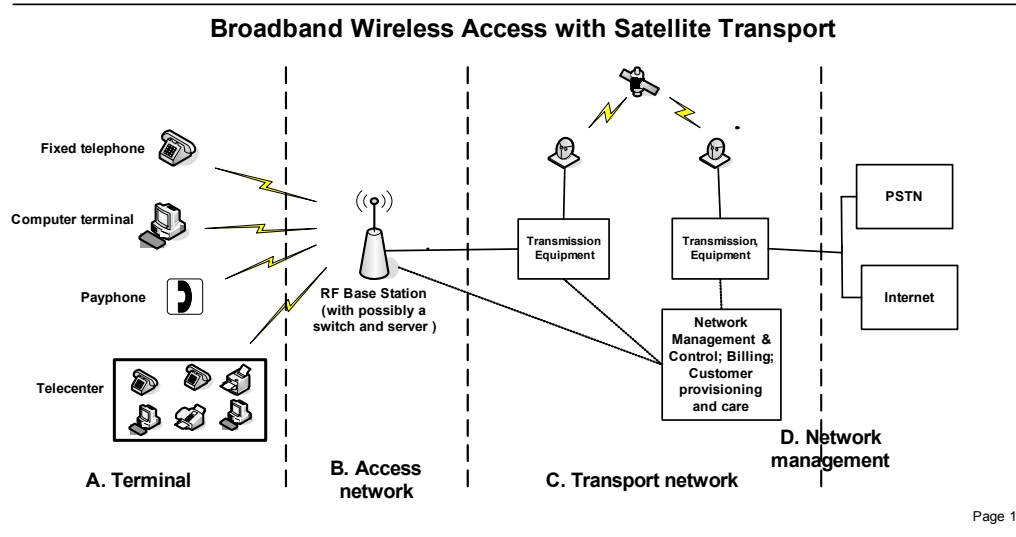 Broadband Wireless Access with Satellite Transport
Fixed telephone
Computer terminal
Payphone
Telecenter
RF Base Station
(with possibly a
switch and server )
Transmission
Equipment
Transmission,
Equipment
Network
Management &
Control; Billing;
Customer
provisioning
and care
PSTN
Internet
A. Terminal
B. Access
network
C. Transport network
D. Network
management
Page 1